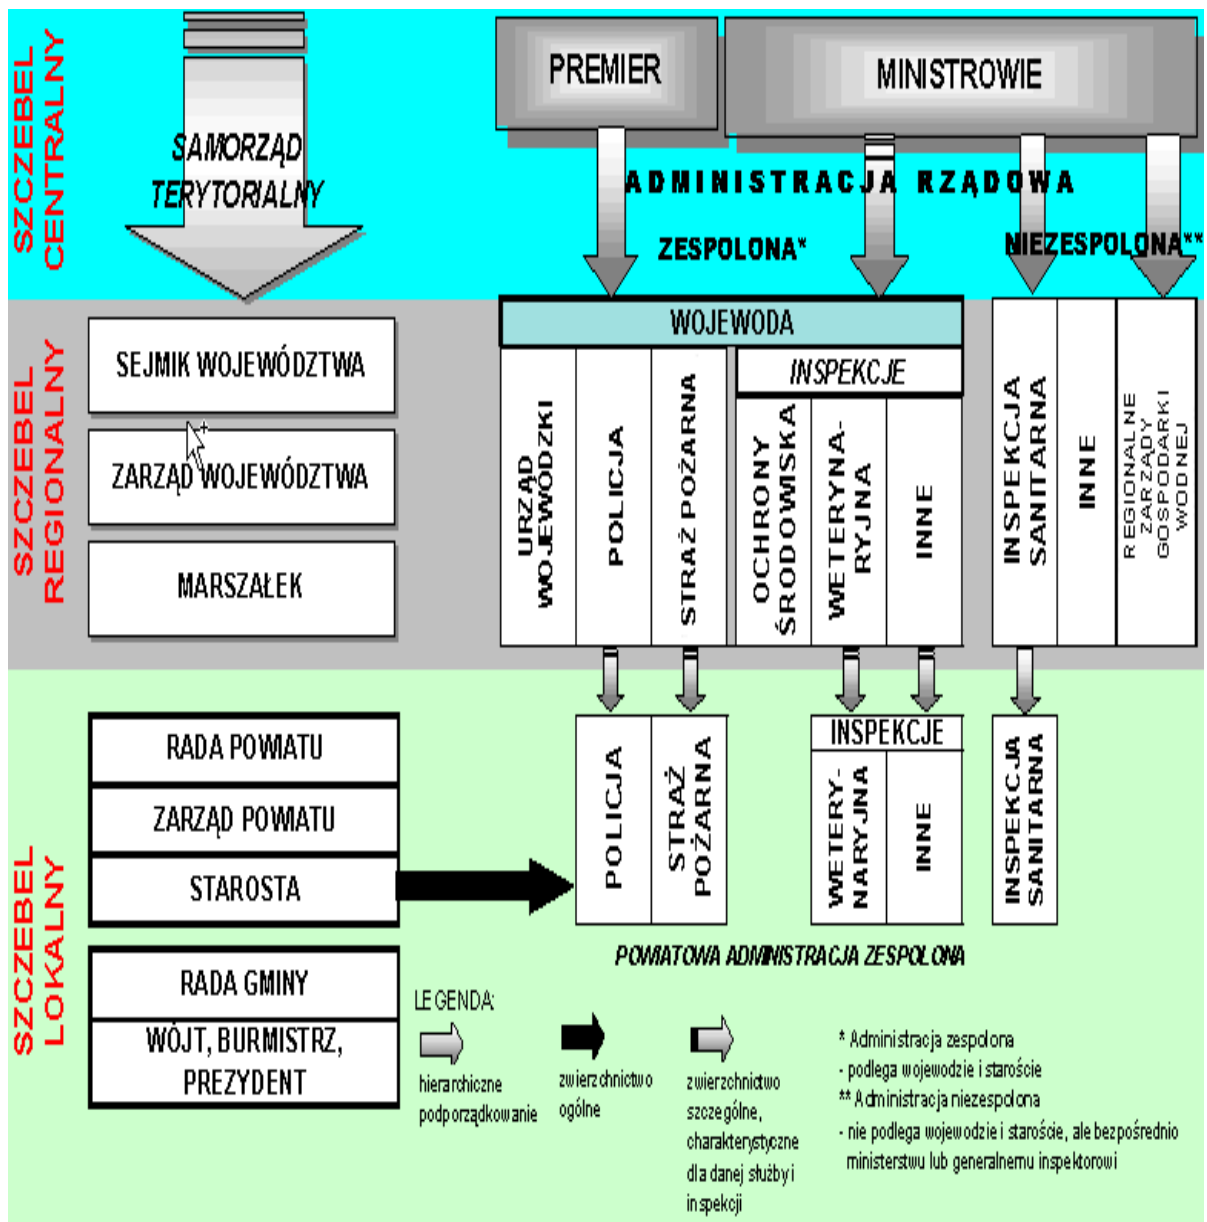 SZCZEBEL
CENTRALNY
SAMORZĄD
TERYTORIALNY
PREMIER
MINISTROWIE
ADMINISTRACJA RZĄDOWA
ZESPOLONA*
NIEZESPOLONA**
SZCZEBEL
REGIONALNY
SEJMIK WOJEWÓDZTWA
ZARZĄD WOJEWÓDZTWA
MARSZAŁEK
WOJEWODA
URZĄD
WOJEWÓDZKI
POLICJA
STRAŻ POŻARNA
INSPEKCJE
OCHRONY
ŚRODOWISKA
WETERYNA-
RYJNA
INNE
INSPEKCJA
SANITARNA
INNE
REGIONALNE
ZARZĄDY
GOSPODARKI
WODNEJ
SZCZEBEL
LOKALNY
RADA POWIATU
ZARZĄD POWIATU
STAROSTA
RADA GMINY
WÓJT, BURMISTRZ,
PREZYDENT
POLICJA
STRAŻ
POŻARNA
INSPEKCJE
WETERY-
NARYJNA
INNE
INSPEKCJA
SANITARNA
POWIATOWA ADMINISTRACJA ZESPOLONA
LEGENDA:
hierarchiczne
podporządkowanie
zwierzchnictwo
ogólne
zwierzchnictwo
szczególne,
charakterystyczne
dla danej służby i
inspekcji
* Administracja zespolona
- podlega wojewodzie i staroście
** Administracja niezespolona
- nie podlega wojewodzie i staroście, ale bezpośrednio
ministerstwu lub generalnemu inspektorowi